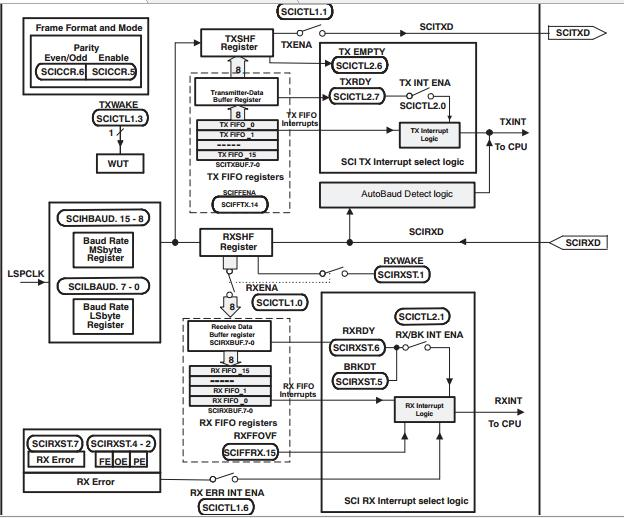 SCICTL1.1
Frame Format and Mode
Parity
Even/Odd Enable
SCICCR.6 SCICCR.5
TXSHF
Register
TXENA
SCITXD
SCITXD
8
TX EMPTY
SCICTL2.6
TXRDY
SCICTL2.7
TX INT ENA
SCICTL2.0
Transmitter-Data
Buffer Register
8
TX FIFO _0
TX FIFO _1
-----
TX FIFO _15
SCITXBUF.7-0
TX FIFO registers
SCIFFENA
SCIFFTX.14
TX FIFO
Interrupts
TX Interrupt
Logic
SCI TX Interrupt select logic
TXINT
To CPU
TXWAKE
SCICTL1.3
1
WUT
AutoBaud Detect logic
SCIHBAUD. 15 - 8
Baud Rate
MSbyte
Register
LSPCLK
SCILBAUD. 7 - 0
Baud Rate
LSbyte
Register
RXSHF
Register
SCIRXD
SCIRXD
RXWAKE
SCIRXST.1
RXENA
SCICTL1.0
8
Receive Data
Buffer register
SCIRXBUF.7-0
8
RX FIFO _15
-----
RX FIFO _1
RX FIFO _0
SCIRXBUF.7-0
RX FIFO registers
RXFFOVF
SCIFFRX.15
RX FIFO
Interrupts
SCICTL2.1
RX/BK INT ENA
RXRDY
SCIRXST.6
BRKDT
SCIRXST.5
RX Interrupt
Logic
RXINT
To CPU
SCI RX Interrupt select logic
SCIRXST.7 SCIRXST.4 - 2
RX Error FE OE PE
RX Error
RX ERR INT ENA
SCICTL1.6